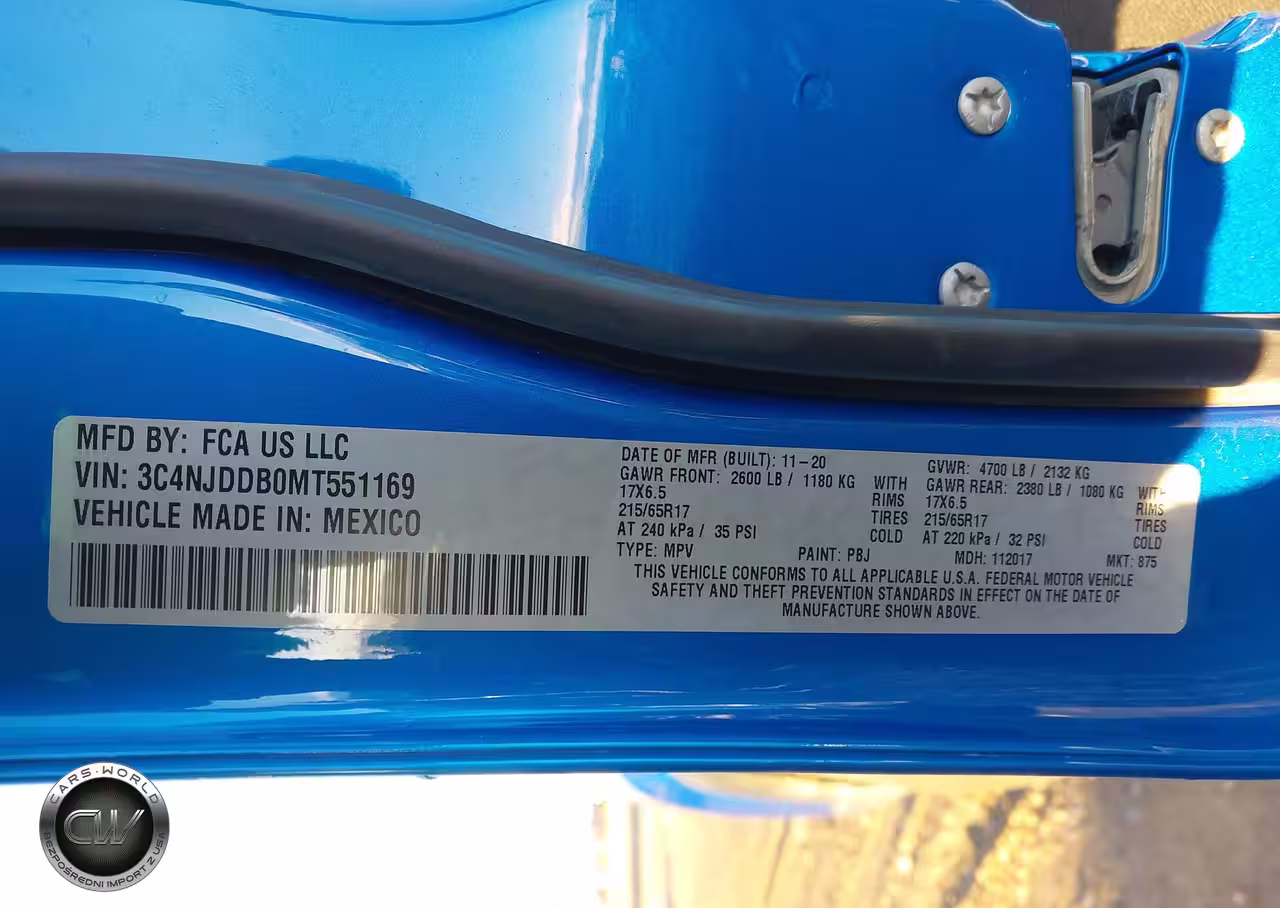 MFD BY: FCA US LLC
VIN: 3C4NJDDB0MT551169
VEHICLE MADE IN: MEXICO
DATE OF MFR (BUILT): 11-20
GVWR: 4700 LB / 2132 KG
GAWR FRONT: 2600 LB / 1180 KG WITH
GAWR REAR: 2380 LB / 1080 KG WITH
17X6.5 RIMS
17X6.5 RIMS
215/65R17 TIRES
215/65R17 TIRES
AT 240 kPa / 35 PSI COLD
AT 220 kPa / 32 PSI COLD
TYPE: MPV PAINT: PBJ MDH: 112017 MKT: 875
THIS VEHICLE CONFORMS TO ALL APPLICABLE U.S.A. FEDERAL MOTOR VEHICLE
SAFETY AND THEFT PREVENTION STANDARDS IN EFFECT ON THE DATE OF
MANUFACTURE SHOWN ABOVE.
CARS·WORLD
CW
BEZPOŚREDNI IMPORT Z USA